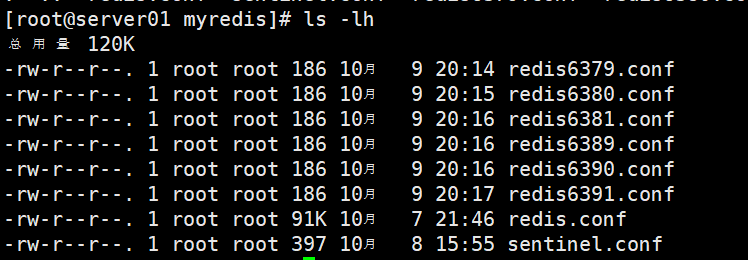 [root@server01 myredis]# ls -lh
总用量 120K
-rw-r--r--. 1 root root 186 10月   9 20:14 redis6379.conf
-rw-r--r--. 1 root root 186 10月   9 20:15 redis6380.conf
-rw-r--r--. 1 root root 186 10月   9 20:16 redis6381.conf
-rw-r--r--. 1 root root 186 10月   9 20:16 redis6389.conf
-rw-r--r--. 1 root root 186 10月   9 20:16 redis6390.conf
-rw-r--r--. 1 root root 186 10月   9 20:17 redis6391.conf
-rw-r--r--. 1 root root 91K 10月   7 21:46 redis.conf
-rw-r--r--. 1 root root 397 10月   8 15:55 sentinel.conf